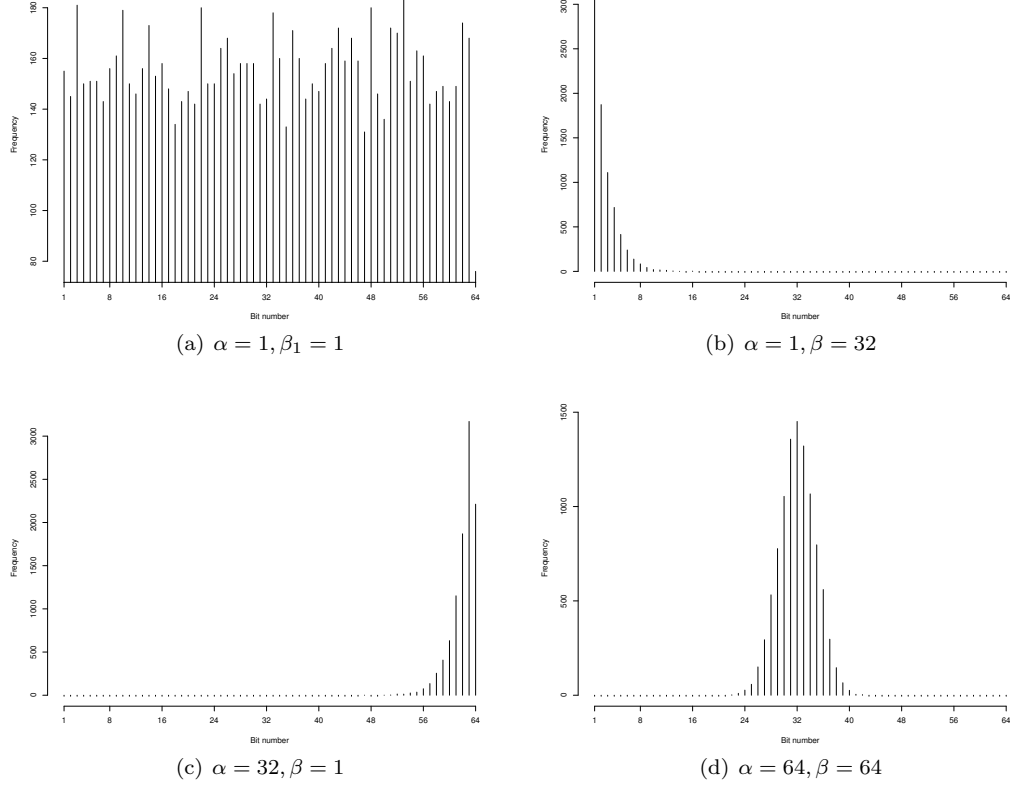 180
160
140
120
100
80
Frequency
1 8 16 24 32 40 48 56 64
Bit number
(a) α = 1, β₁ = 1
3000
2500
2000
1500
1000
500
0
Frequency
1 8 16 24 32 40 48 56 64
Bit number
(b) α = 1, β = 32
3000
2500
2000
1500
1000
500
0
Frequency
1 8 16 24 32 40 48 56 64
Bit number
(c) α = 32, β = 1
1500
1000
500
0
Frequency
1 8 16 24 32 40 48 56 64
Bit number
(d) α = 64, β = 64